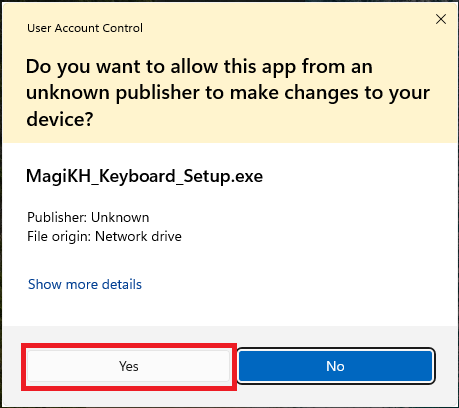 User Account Control
Do you want to allow this app from an
unknown publisher to make changes to your
device?
MagiKH_Keyboard_Setup.exe
Publisher: Unknown
File origin: Network drive
Show more details
Yes
No